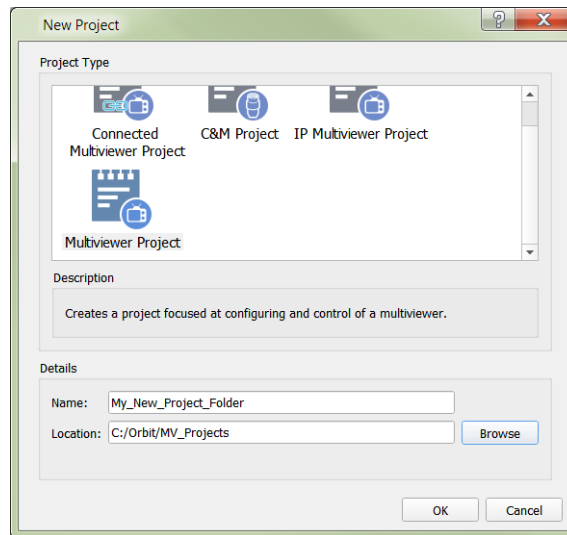 New Project
Project Type
Connected
Multiviewer Project
C&M Project
IP Multiviewer Project
Multiviewer Project
Description
Creates a project focused at configuring and control of a multiviewer.
Details
Name: My_New_Project_Folder
Location: C:/Orbit/MV_Projects Browse
OK Cancel